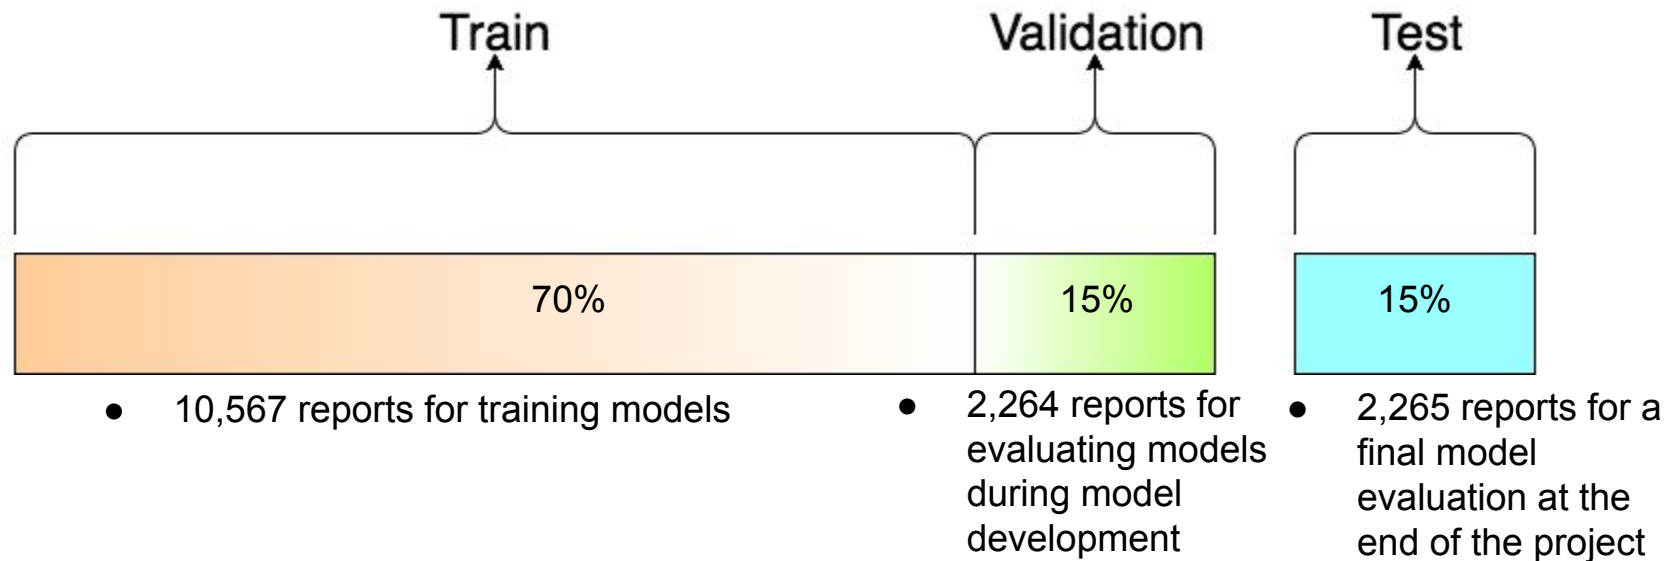 Train
Validation
Test
70%
15%
15%
● 10,567 reports for training models
● 2,264 reports for
evaluating models
during model
development
● 2,265 reports for a
final model
evaluation at the
end of the project